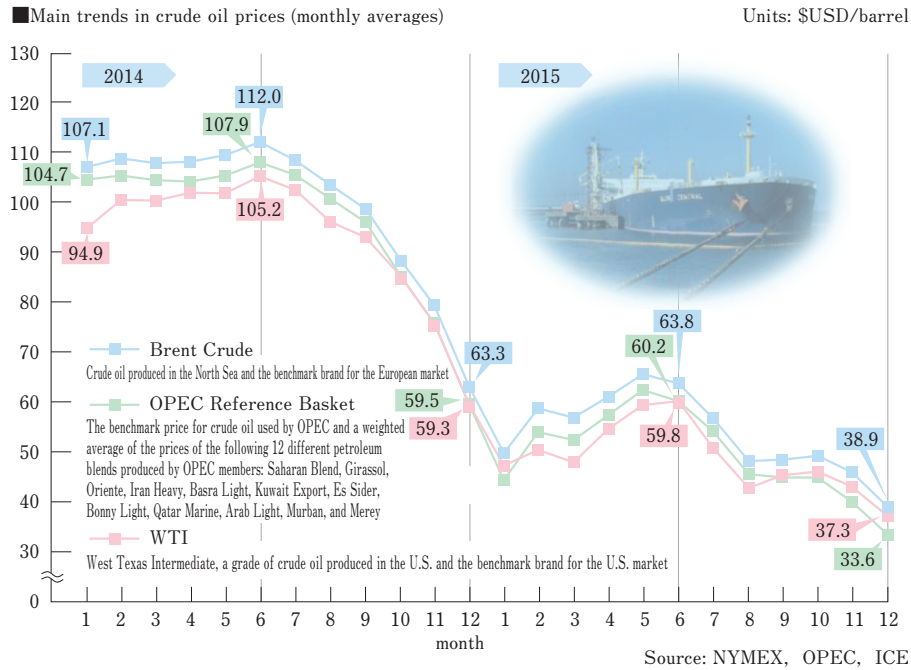 ■Main trends in crude oil prices (monthly averages)
Units: $USD/barrel
130
120
110
100
90
80
70
60
50
40
30
0
2014
2015
107.1
112.0
107.9
104.7
105.2
94.9
63.3
59.5
59.3
63.8
60.2
59.8
38.9
37.3
33.6
Brent Crude
Crude oil produced in the North Sea and the benchmark brand for the European market
OPEC Reference Basket
The benchmark price for crude oil used by OPEC and a weighted
average of the prices of the following 12 different petroleum
blends produced by OPEC members: Saharan Blend, Girassol,
Oriente, Iran Heavy, Basra Light, Kuwait Export, Es Sider,
Bonny Light, Qatar Marine, Arab Light, Murban, and Merey
WTI
West Texas Intermediate, a grade of crude oil produced in the U.S. and the benchmark brand for the U.S. market
1 2 3 4 5 6 7 8 9 10 11 12 1 2 3 4 5 6 7 8 9 10 11 12
month
Source: NYMEX, OPEC, ICE